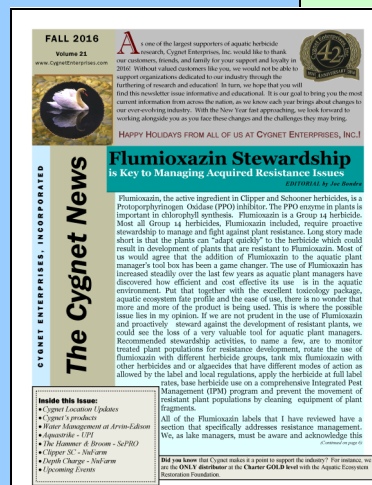 FALL 2016
Volume 21
www.CygnetEnterprises.com
As one of the largest supporters of aquatic herbicide
research, Cygnet Enterprises, Inc. would like to thank
our customers, friends, and family for your support and loyalty in
2016! Without valued customers like you, we would not be able to
support organizations dedicated to our industry through the
furthering of research and education! In turn, we hope that you will
find this newsletter issue informative and educational. It is our goal to bring you the most
current information from across the nation, as we know each year brings about changes to
our ever-evolving industry. With the New Year fast approaching, we look forward to
working alongside you as you face these changes and the challenges they may bring.
HAPPY HOLIDAYS FROM ALL OF US AT CYGNET ENTERPRISES, INC.!
42
CYGNET ENTERPRISES, INCORPORATED
The Cygnet News
Flumioxazin Stewardship
is Key to Managing Acquired Resistance Issues
EDITORIAL by Joe Bondra
Flumioxazin, the active ingredient in Clipper and Schooner herbicides, is a
Protoporphyrinogen Oxidase (PPO) inhibitor. The PPO enzyme in plants is
important in chlorophyll synthesis. Flumioxazin is a Group 14 herbicide.
Most all Group 14 herbicides, Flumioxazin included, require proactive
stewardship to manage and fight against plant resistance. Long story made
short is that the plants can "adapt quickly" to the herbicide which could
result in development of plants that are resistant to Flumioxazin. Most of
us would agree that the addition of Flumioxazin to the aquatic plant
manager's tool box has been a game changer. The use of Flumioxazin has
increased steadily over the last few years as aquatic plant managers have
discovered how efficient and cost effective its use is in the aquatic
environment. Put that together with the excellent toxicology package,
aquatic ecosystem fate profile and the ease of use, there is no wonder that
more and more of the product is being used. This is where the possible
issue lies in my opinion. If we are not prudent in the use of Flumioxazin
and proactively steward against the development of resistant plants, we
could see the loss of a very valuable tool for aquatic plant managers.
Recommended stewardship activities, to name a few, are to monitor
treated plant populations for resistance development, rotate the use of
flumioxazin with different herbicide groups, tank mix flumioxazin with
other herbicides and or algaecides that have different modes of action as
allowed by the label and local regulations, apply the herbicide at full label
rates, base herbicide use on a comprehensive Integrated Pest
Management (IPM) program and prevent the movement of
resistant plant populations by cleaning equipment of plant
fragments.
All of the Flumioxazin labels that I have reviewed have a
section that specifically addresses resistance management.
We, as lake managers, must be aware and acknowledge this
(Continued on page 6)
Inside this issue:
• Cygnet Location Updates
• Cygnet's products
• Water Management at Arvin-Edison
• Aquastrike - UPI
• The Hammer & Broom - SePRO
• Clipper SC - NuFarm
• Depth Charge - NuFarm
• Upcoming Events
Did you know that Cygnet makes it a point to support the industry? For instance, we
are the ONLY distributor at the Charter GOLD level with the Aquatic Ecosystem
Restoration Foundation.